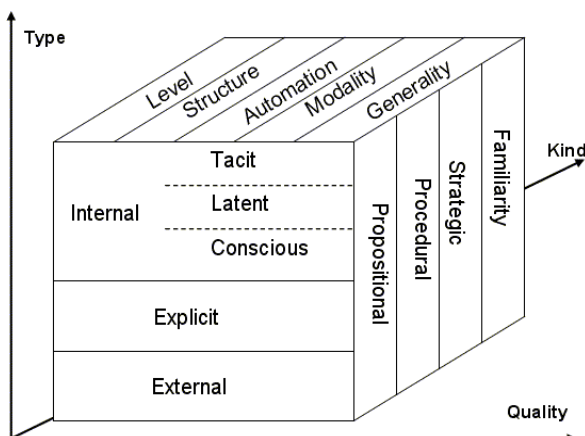 Type
Level
Structure
Automation
Modality
Generality
Kind
Tacit
Internal
Latent
Conscious
Explicit
External
Propositional
Procedural
Strategic
Familiarity
Quality